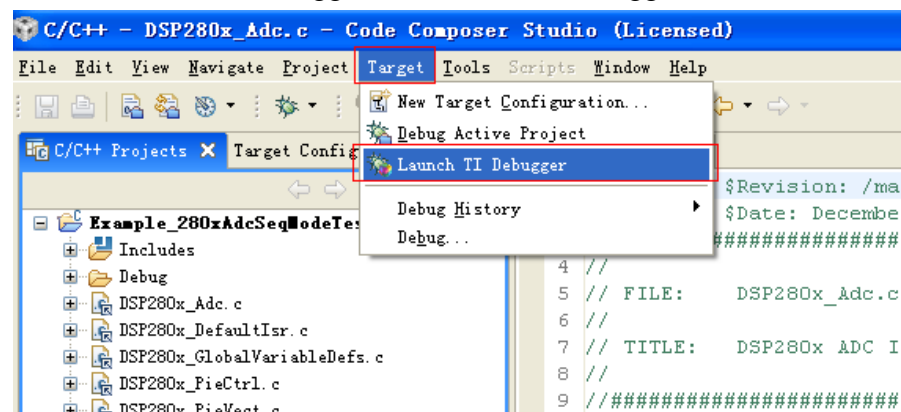 C/C++ - DSP280x_Adc.c - Code Composer Studio (Licensed)
File Edit View Navigate Project Target Tools Scripts Window Help
New Target Configuration...
Debug Active Project
C/C++ Projects Target Config
Launch TI Debugger
$Revision: /ma
Debug History
$Date: Decembe
Example_280xAdcSeqModeTes
Debug...
###############
Includes
4 //
Debug
5 // FILE: DSP280x_Adc.c
DSP280x_Adc.c
6 //
DSP280x_DefaultIsr.c
7 // TITLE: DSP280x ADC I
DSP280x_GlobalVariableDefs.c
8 //
DSP280x_PieCtrl.c
9 //########################
DSP280x_PieVect.c